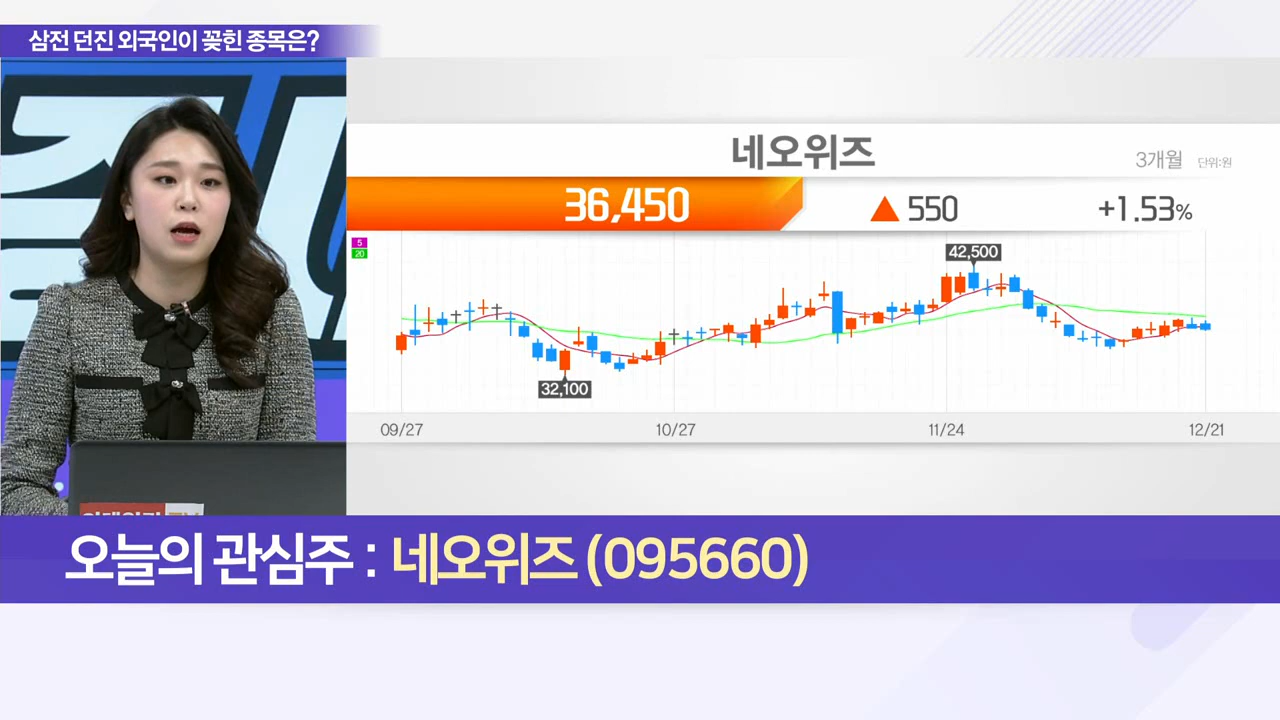 삼전 던진 외국인이 꽂힌 종목은?
네오위즈
3개월 단위:원
36,450 ▲ 550 +1.53%
5
20
42,500
32,100
09/27 10/27 11/24 12/21
오늘의 관심주 : 네오위즈 (095660)